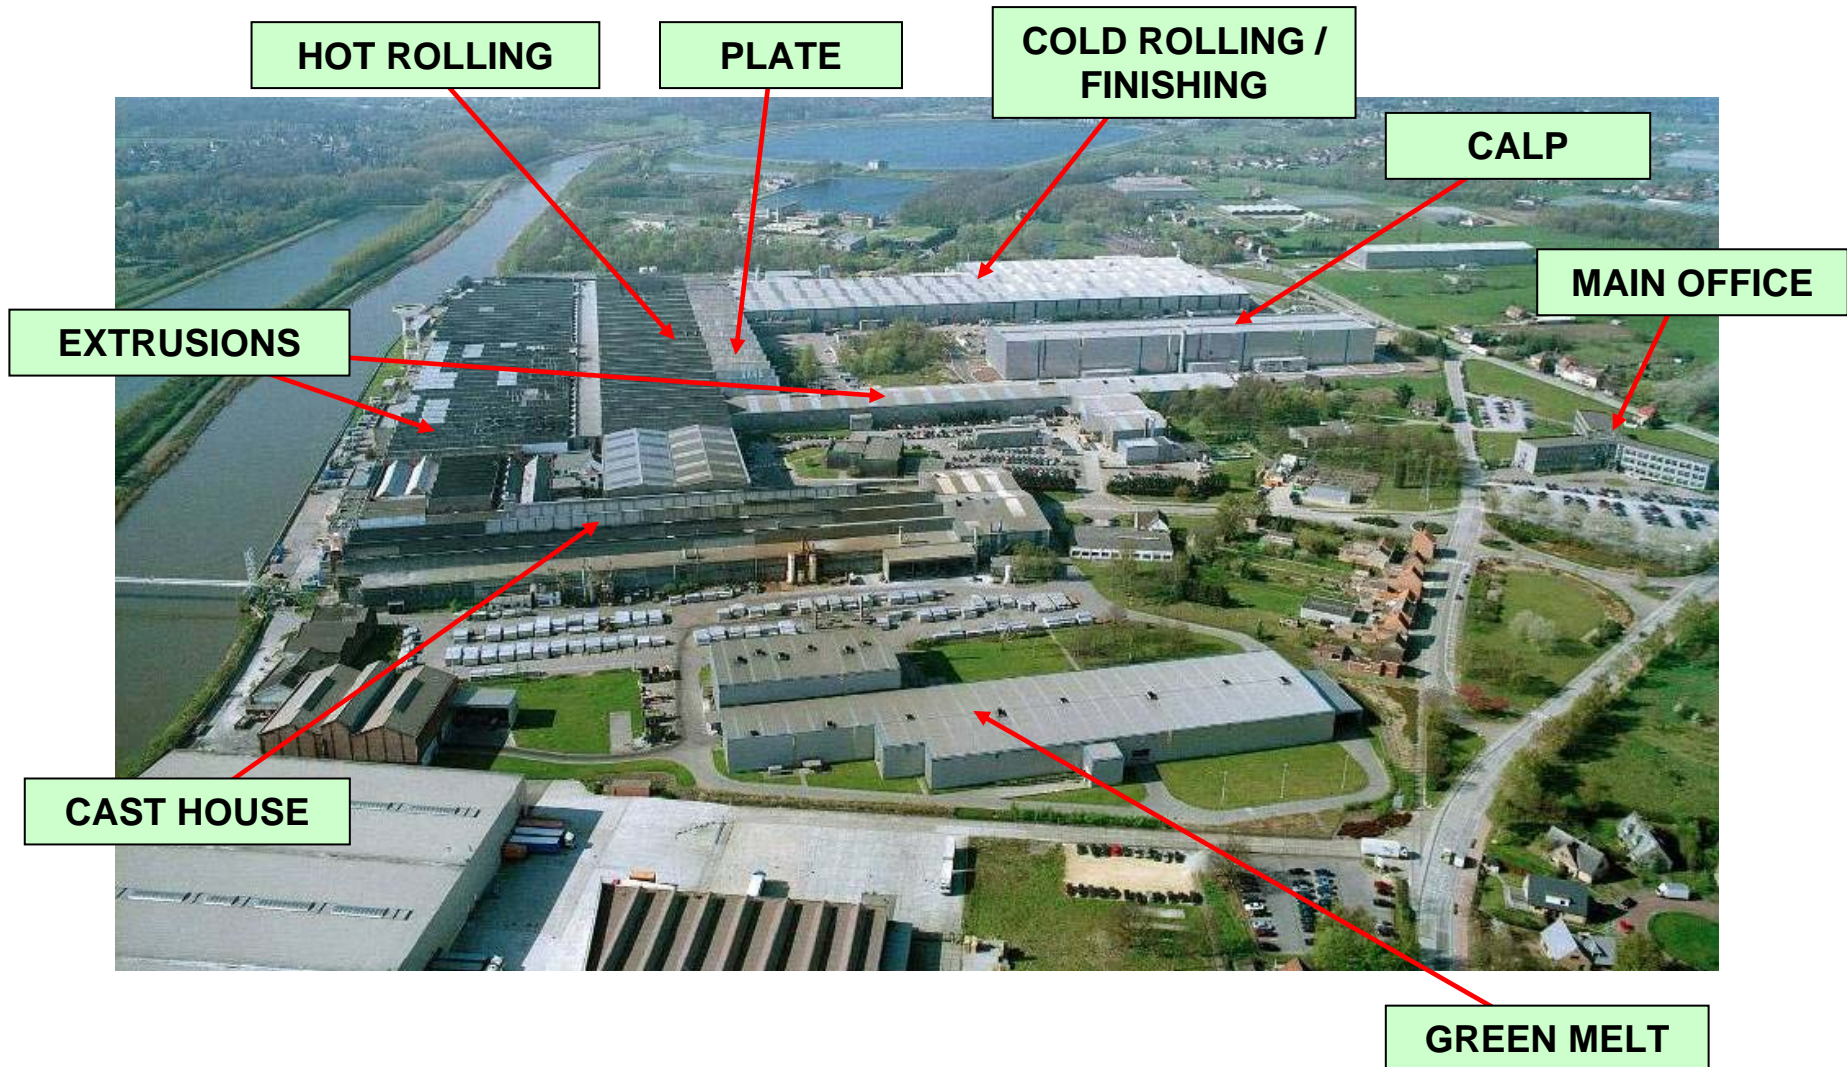 HOT ROLLING
PLATE
COLD ROLLING /
FINISHING
CALP
MAIN OFFICE
EXTRUSIONS
CAST HOUSE
GREEN MELT